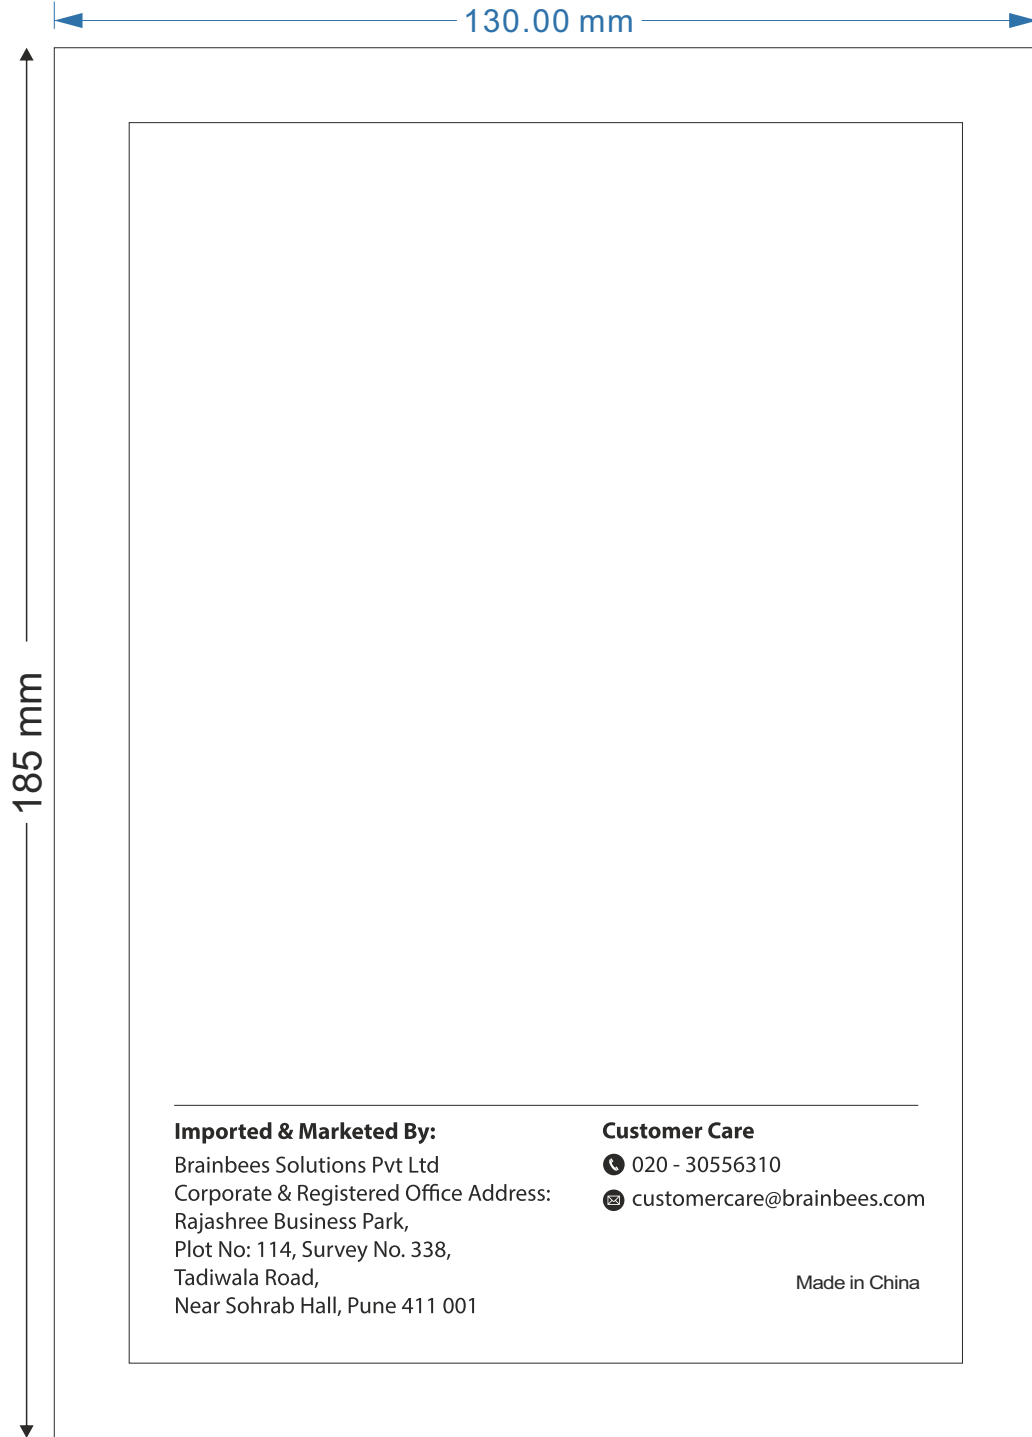 130.00 mm
185 mm
Imported & Marketed By:
Brainbees Solutions Pvt Ltd
Corporate & Registered Office Address:
Rajashree Business Park,
Plot No: 114, Survey No. 338,
Tadiwala Road,
Near Sohrab Hall, Pune 411 001
Customer Care
020 - 30556310
customercare@brainbees.com
Made in China